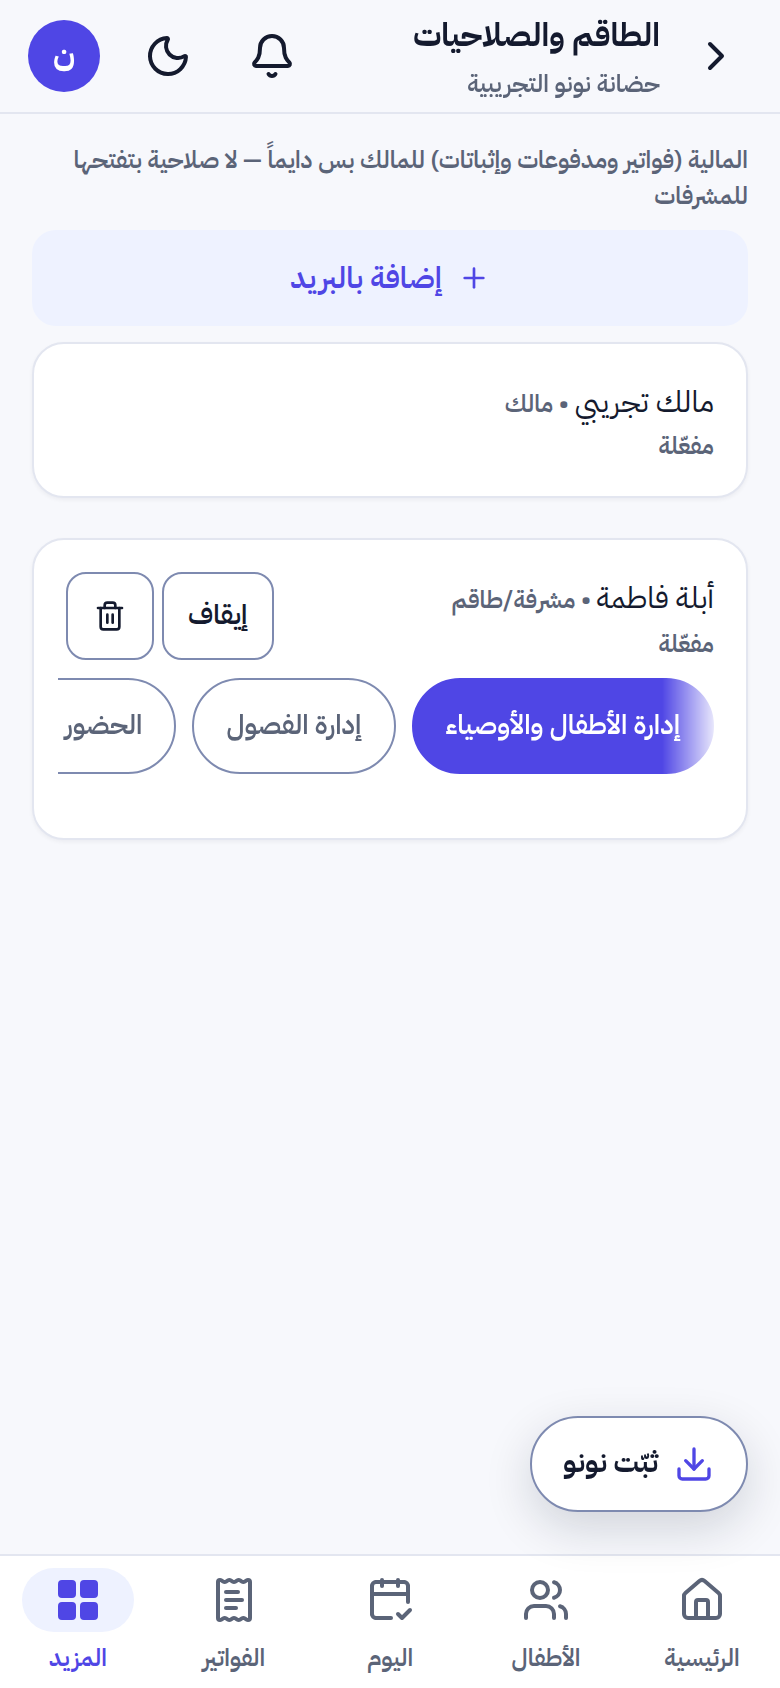 الطاقم والصلاحيات
حضانة نونو التجريبية
ن
المالية (فواتير ومدفوعات وإثباتات) للمالك بس دايماً — لا صلاحية بتفتحها
للمشرفات
إضافة بالبريد
مالك تجريبي • مالك
مفعّلة
أبلة فاطمة • مشرفة/طاقم
مفعّلة
إيقاف
إدارة الأطفال والأوصياء
إدارة الفصول
الحضور
ثبّت نونو
الرئيسية
الأطفال
اليوم
الفواتير
المزيد